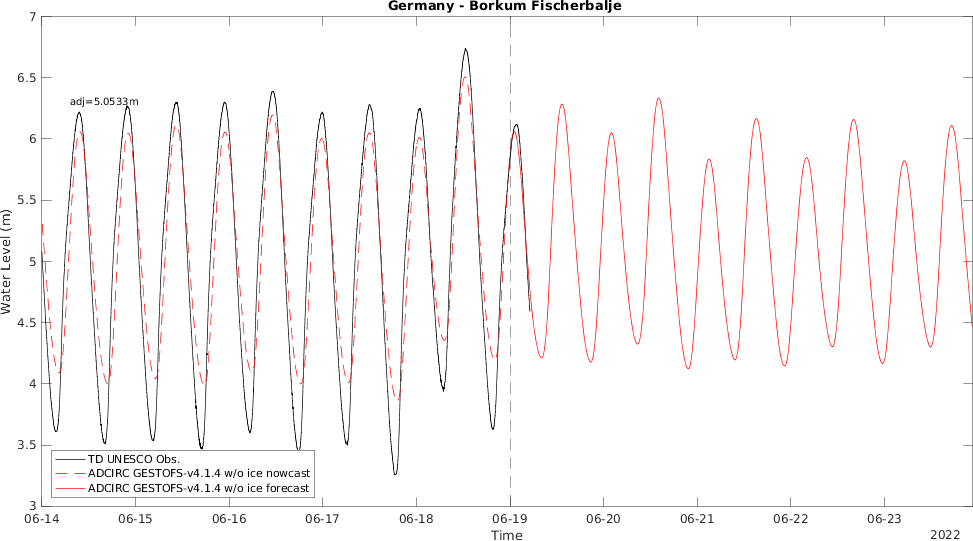 Germany - Borkum Fischerbalje
Water Level (m)
7
6.5
6
5.5
5
4.5
4
3.5
3
adj=5.0533m
TD UNESCO Obs.
ADCIRC GESTOFS-v4.1.4 w/o ice nowcast
ADCIRC GESTOFS-v4.1.4 w/o ice forecast
06-14 06-15 06-16 06-17 06-18 06-19 06-20 06-21 06-22 06-23
Time
2022